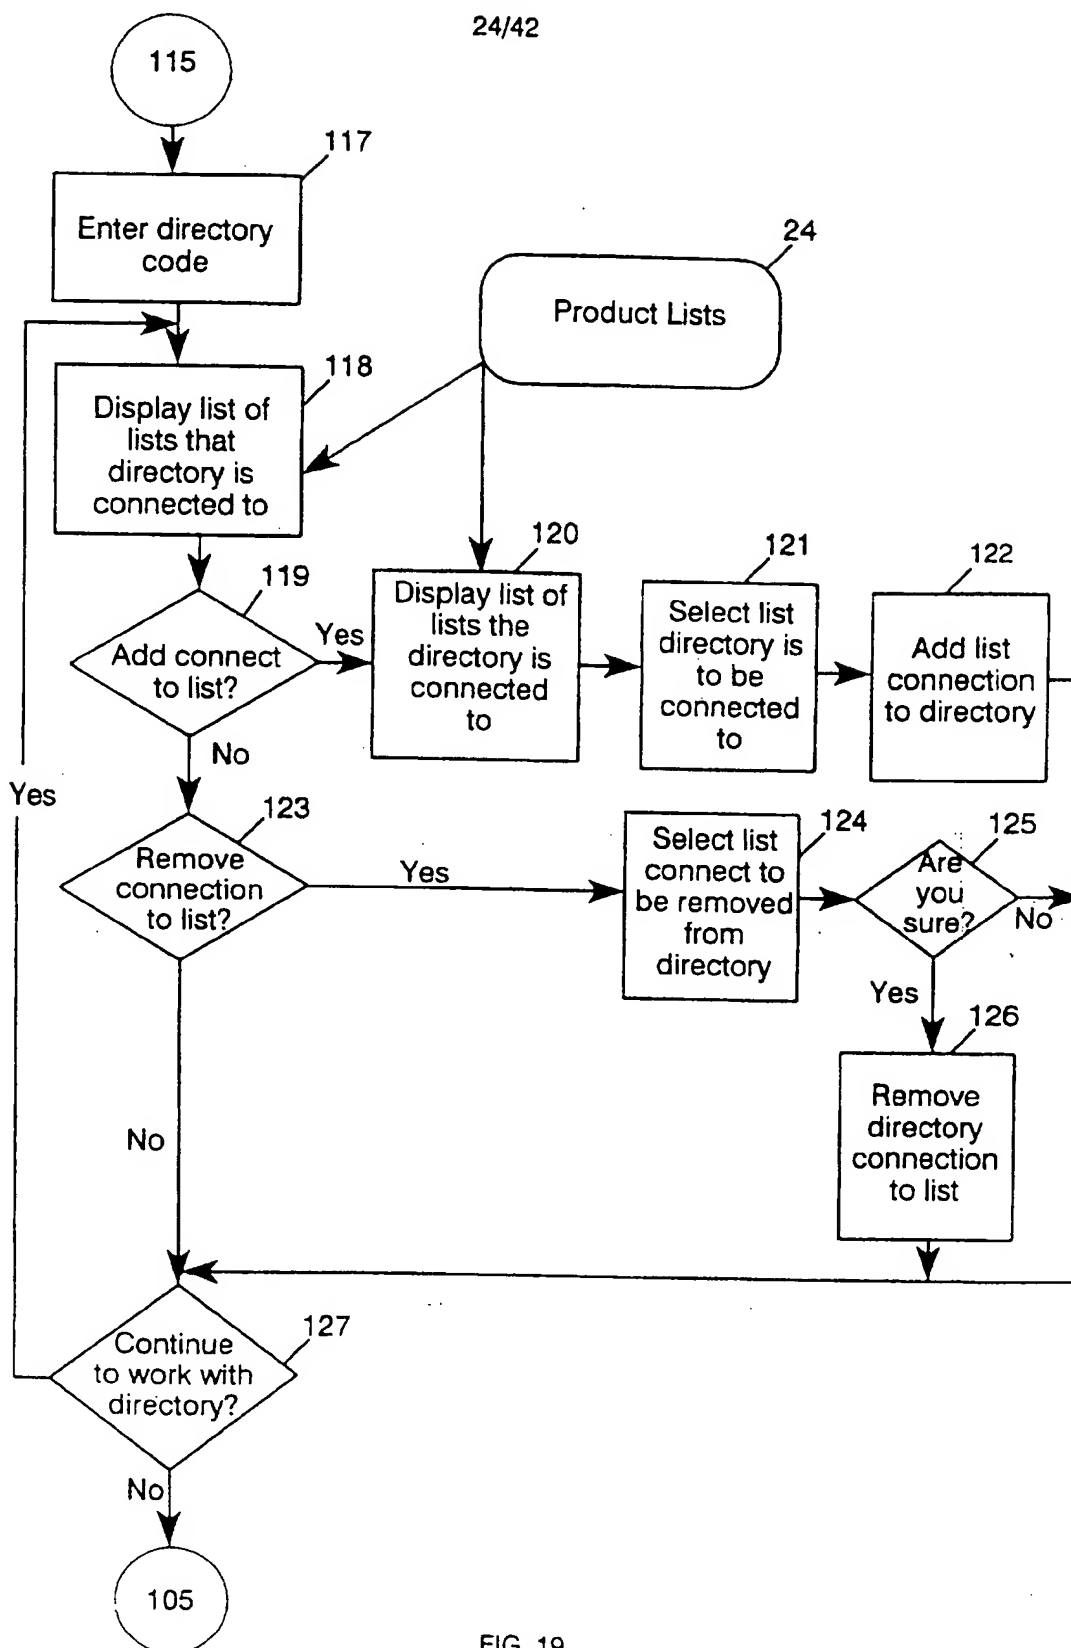 24/42
115
117
Enter directory
code
24
Product Lists
118
Display list of
lists that
directory is
connected to
119
Add connect
to list?
Yes
No
120
Display list of
lists the
directory is
connected
to
121
Select list
directory is
to be
connected
to
122
Add list
connection
to directory
Yes
123
Remove
connection
to list?
Yes
No
124
Select list
connect to
be removed
from
directory
125
Are
you
sure?
No
Yes
126
Remove
directory
connection
to list
127
Continue
to work with
directory?
No
105
FIG. 19